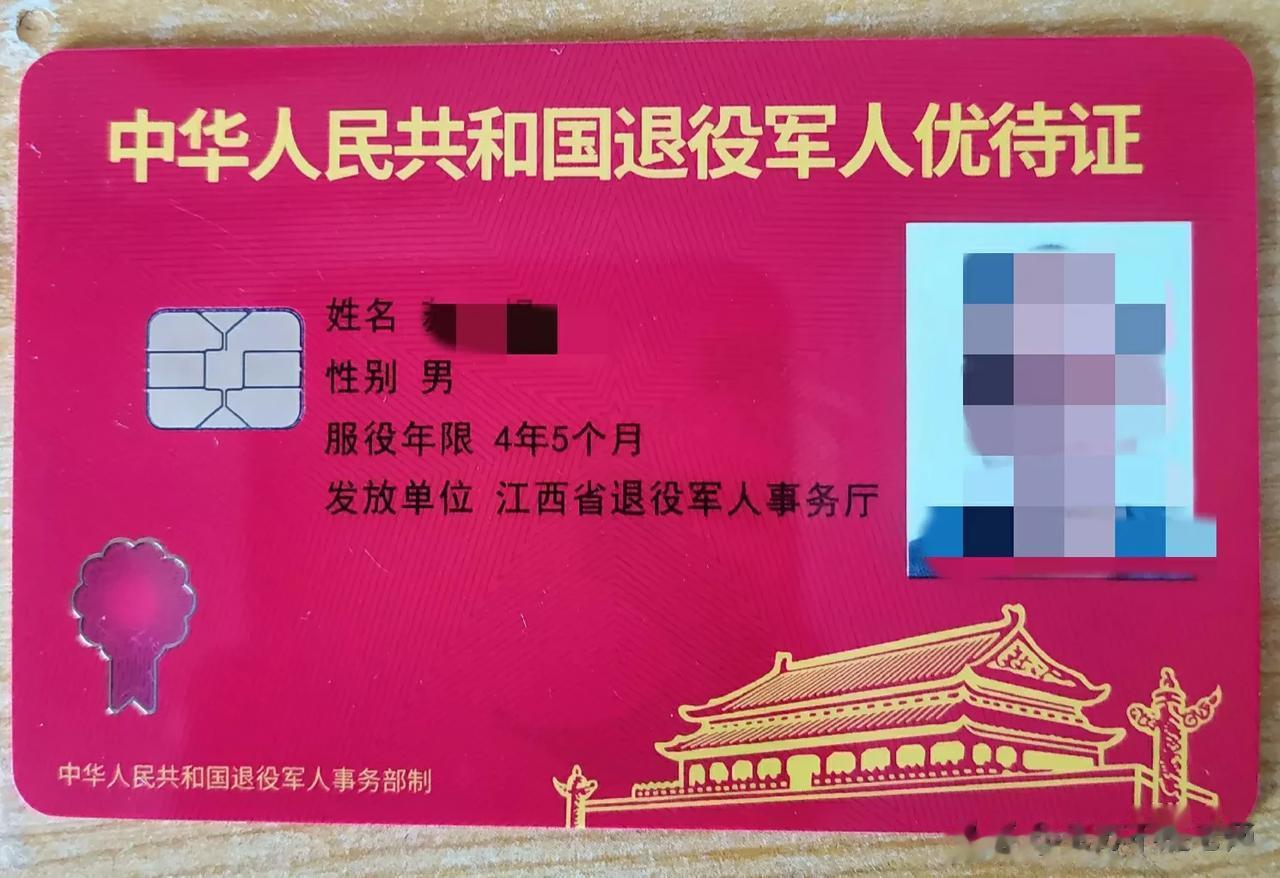 中华人民共和国退役军人优待证
姓名
性别 男
服役年限 4年5个月
发放单位 江西省退役军人事务厅
中华人民共和国退役军人事务部制